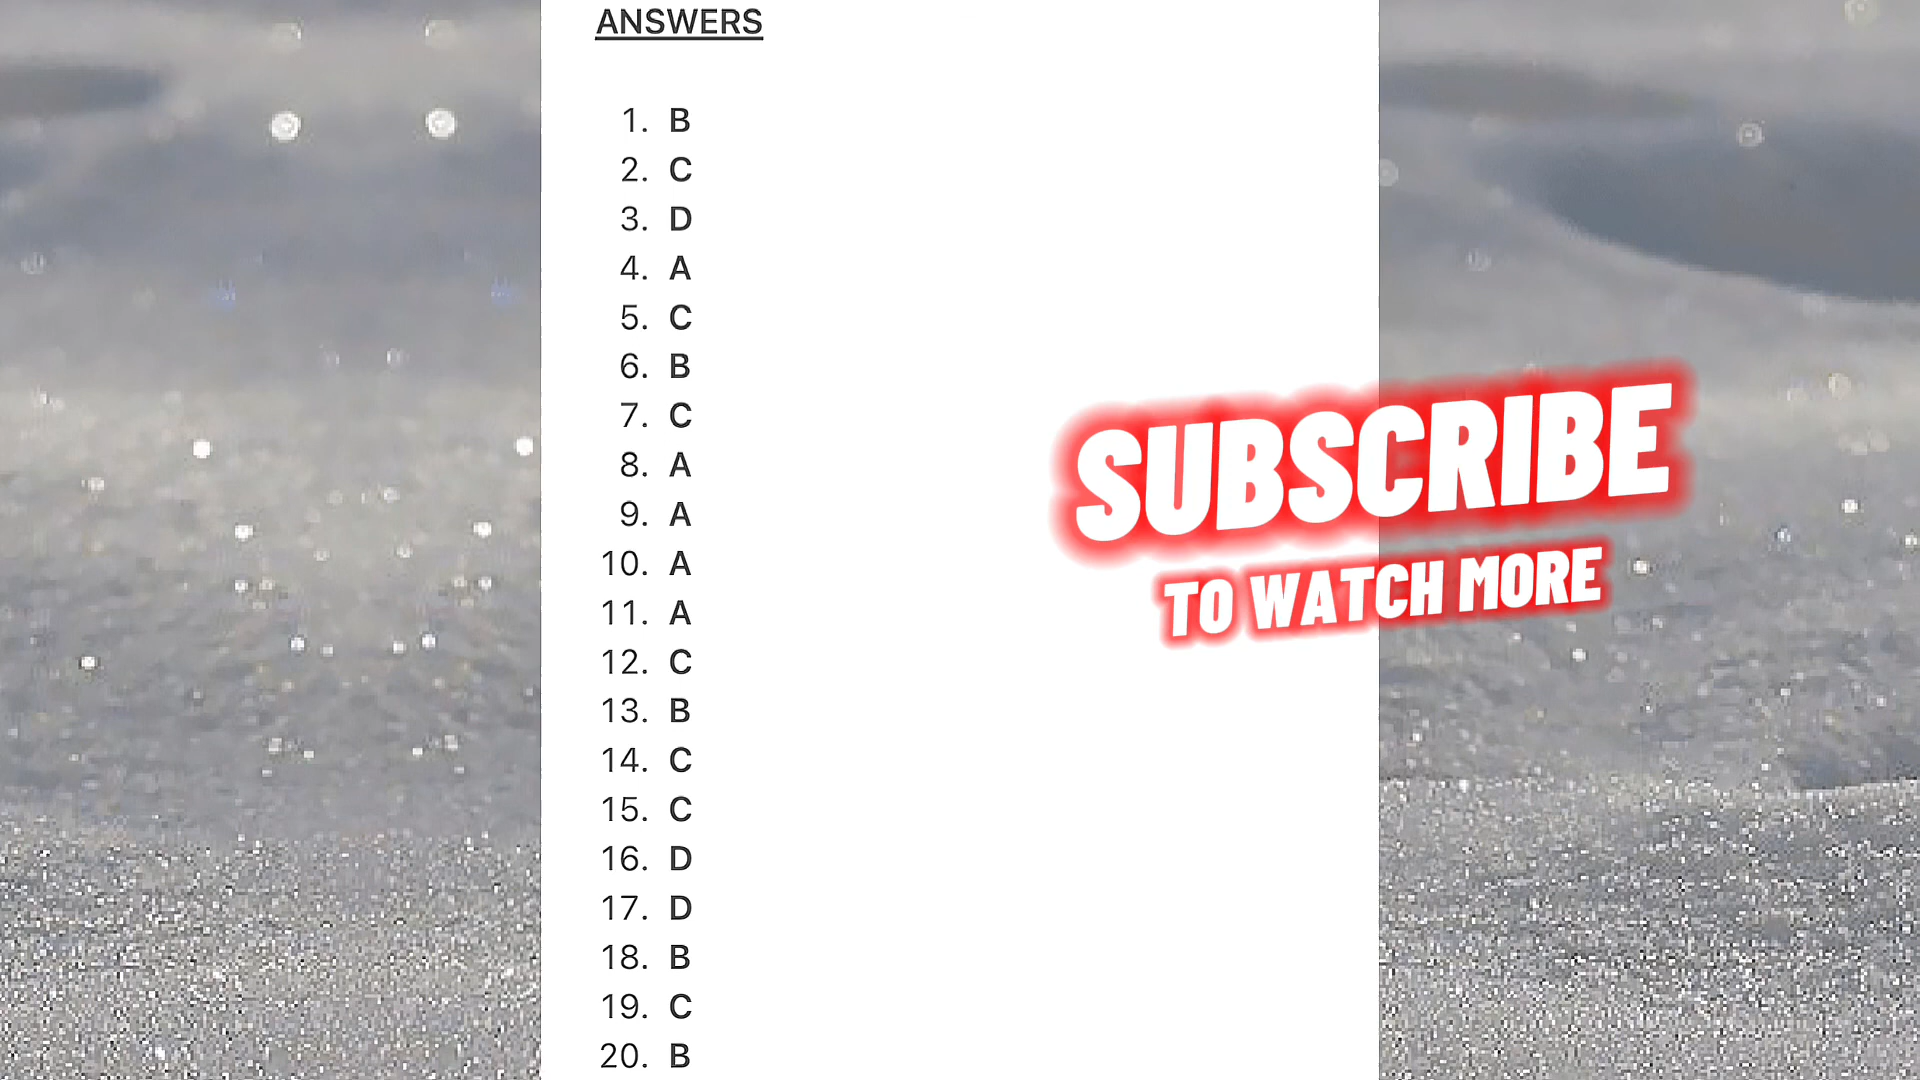 ANSWERS
1. B
2. C
3. D
4. A
5. C
6. B
7. C
8. A
9. A
10. A
11. A
12. C
13. B
14. C
15. C
16. D
17. D
18. B
19. C
20. B
SUBSCRIBE
TO WATCH MORE